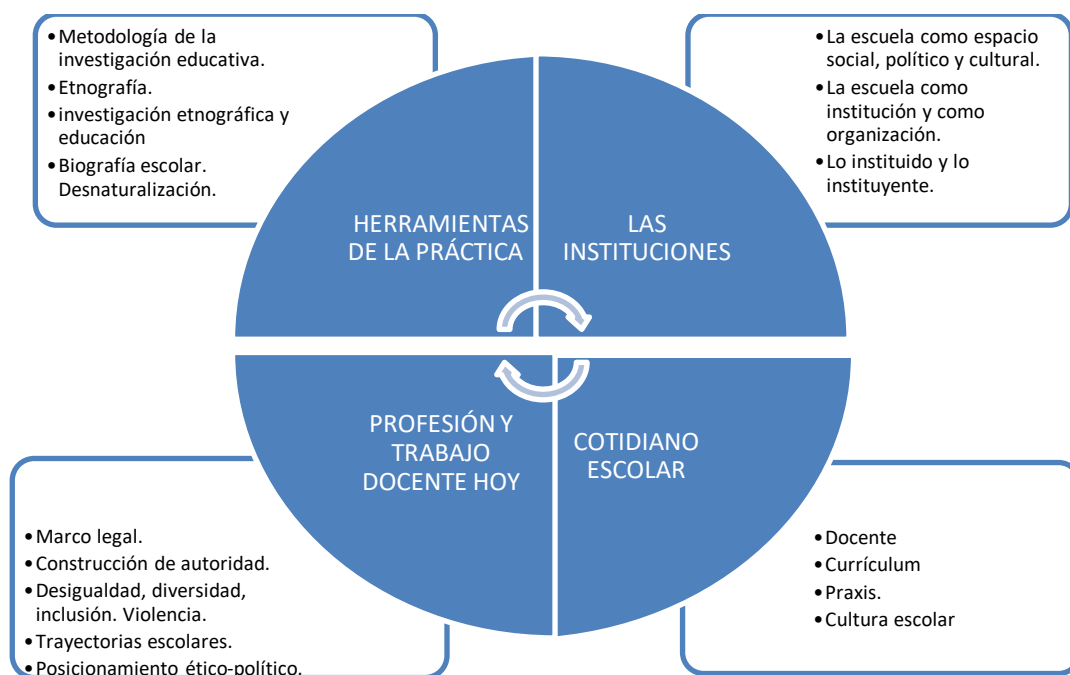 •Metodología de la
investigación educativa.
•Etnografía.
•investigación etnográfica y
educación
•Biografía escolar.
Desnaturalización.
•La escuela como espacio
social, político y cultural.
•La escuela como
institución y como
organización.
•Lo instituido y lo
instituyente.
HERRAMIENTAS
DE LA PRÁCTICA
LAS
INSTITUCIONES
PROFESIÓN Y
TRABAJO
DOCENTE HOY
COTIDIANO
ESCOLAR
•Marco legal.
•Construcción de autoridad.
•Desigualdad, diversidad,
inclusión. Violencia.
•Trayectorias escolares.
•Posicionamiento ético-político.
•Docente
•Currículum
•Praxis.
•Cultura escolar